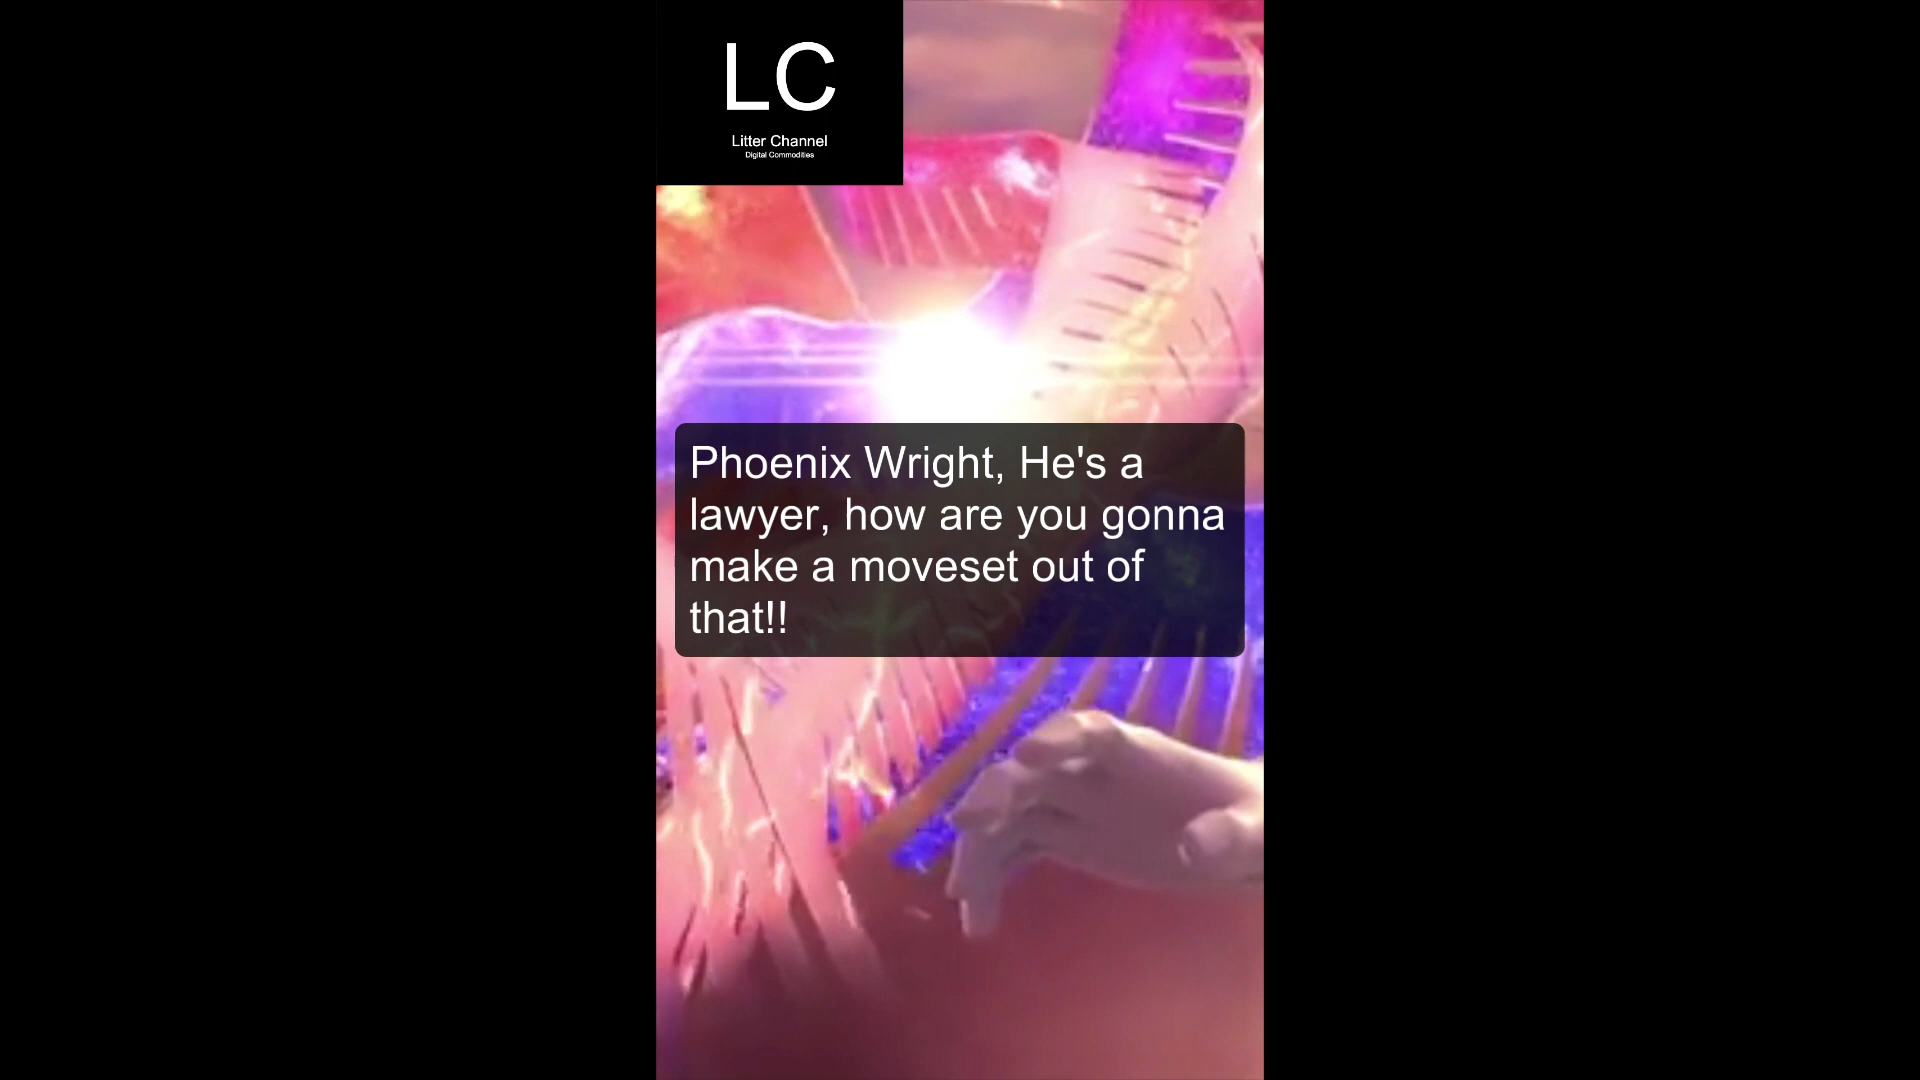 LC
Litter Channel
Digital Commodities
Phoenix Wright, He's a
lawyer, how are you gonna
make a moveset out of
that!!